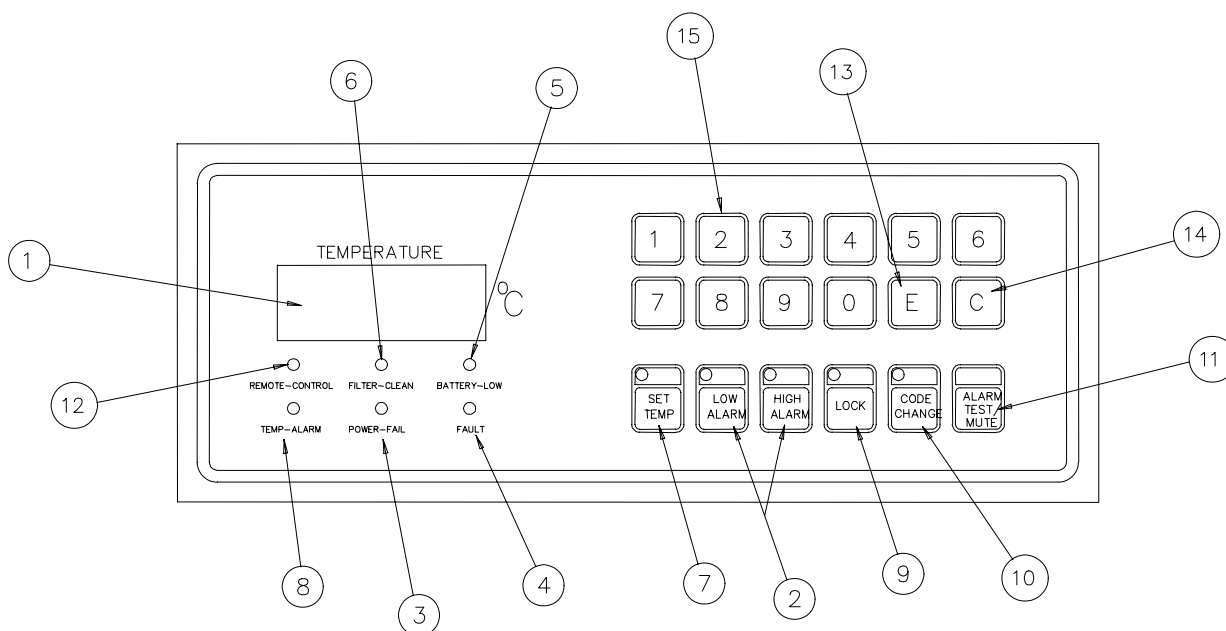 15
13
6
5
1 2 3 4 5 6
14
1
TEMPERATURE
°C
7 8 9 0 E C
12
REMOTE-CONTROL FILTER-CLEAN BATTERY-LOW
11
SET TEMP
LOW ALARM
HIGH ALARM
LOCK
CODE CHANGE
ALARM TEST MUTE
TEMP-ALARM POWER-FAIL FAULT
8
3
4
7
2
9
10